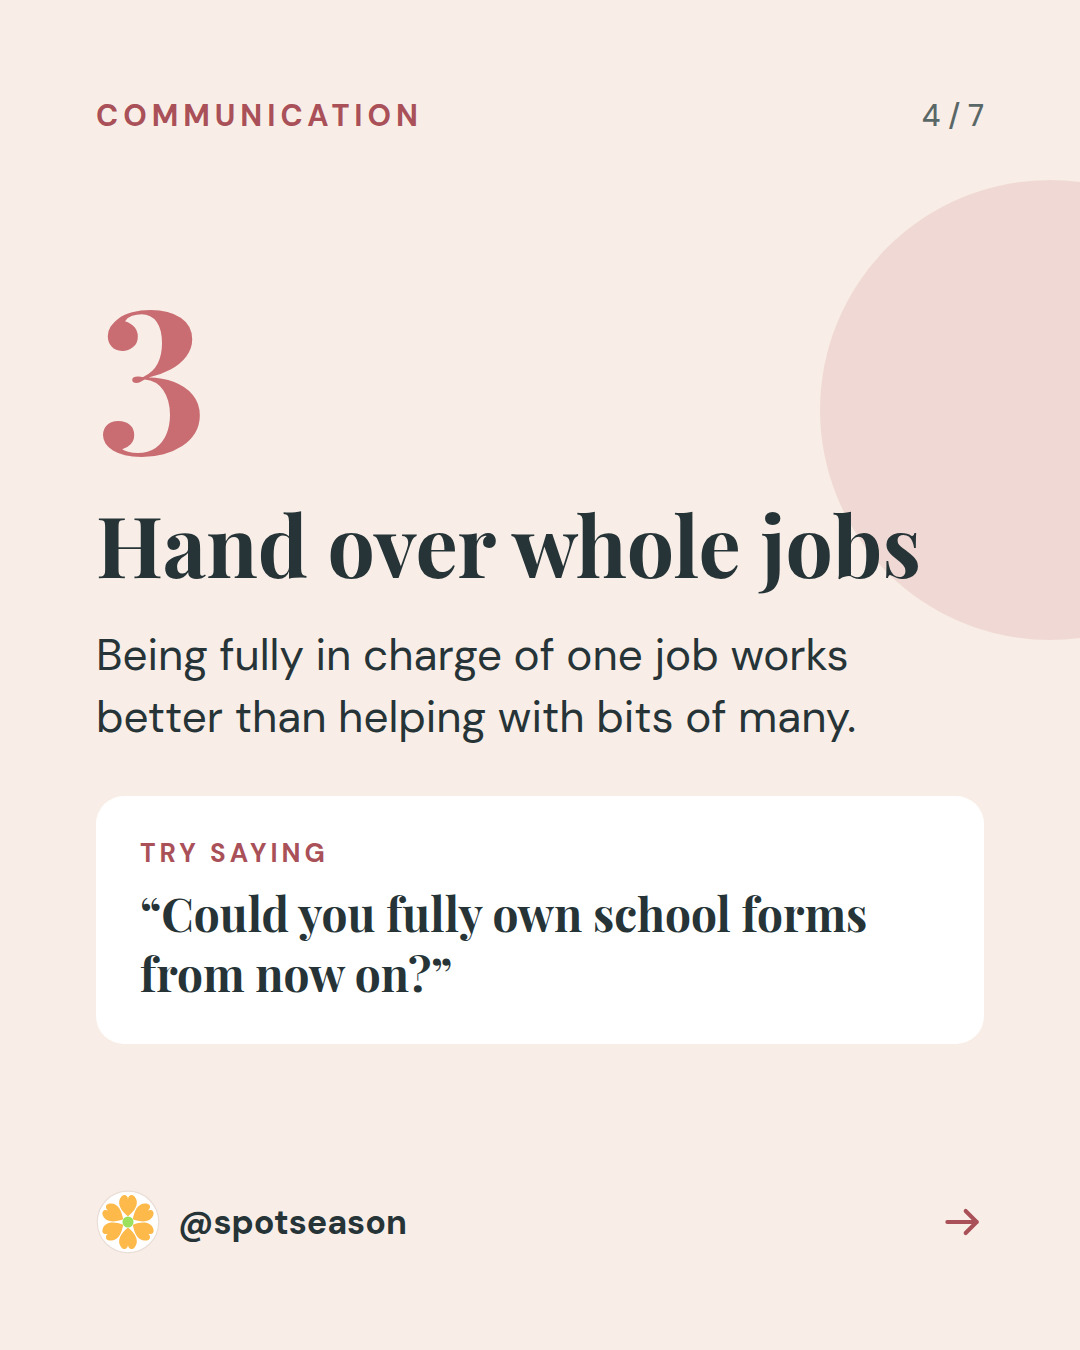 COMMUNICATION
4 / 7
3
Hand over whole jobs
Being fully in charge of one job works
better than helping with bits of many.
TRY SAYING
“Could you fully own school forms
from now on?”
@spotseason